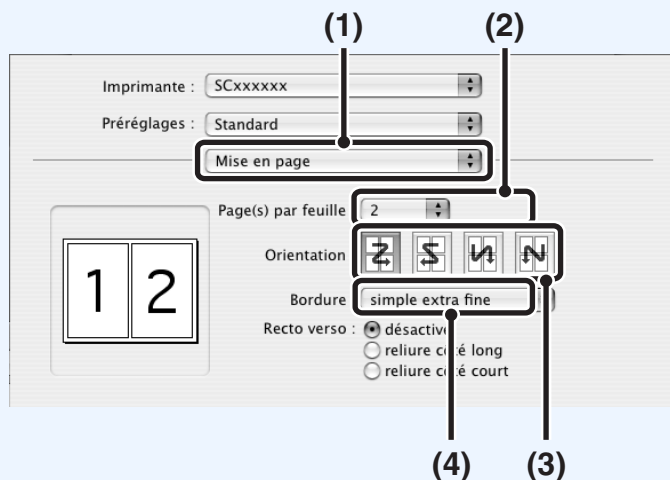 (1) (2)
Imprimante : SCxxxxxx
Préréglages : Standard
Mise en page
Page(s) par feuille 2
Orientation
1 2
Bordure simple extra fine
Recto verso : désactivé
reliure côté long
reliure côté court
(4) (3)